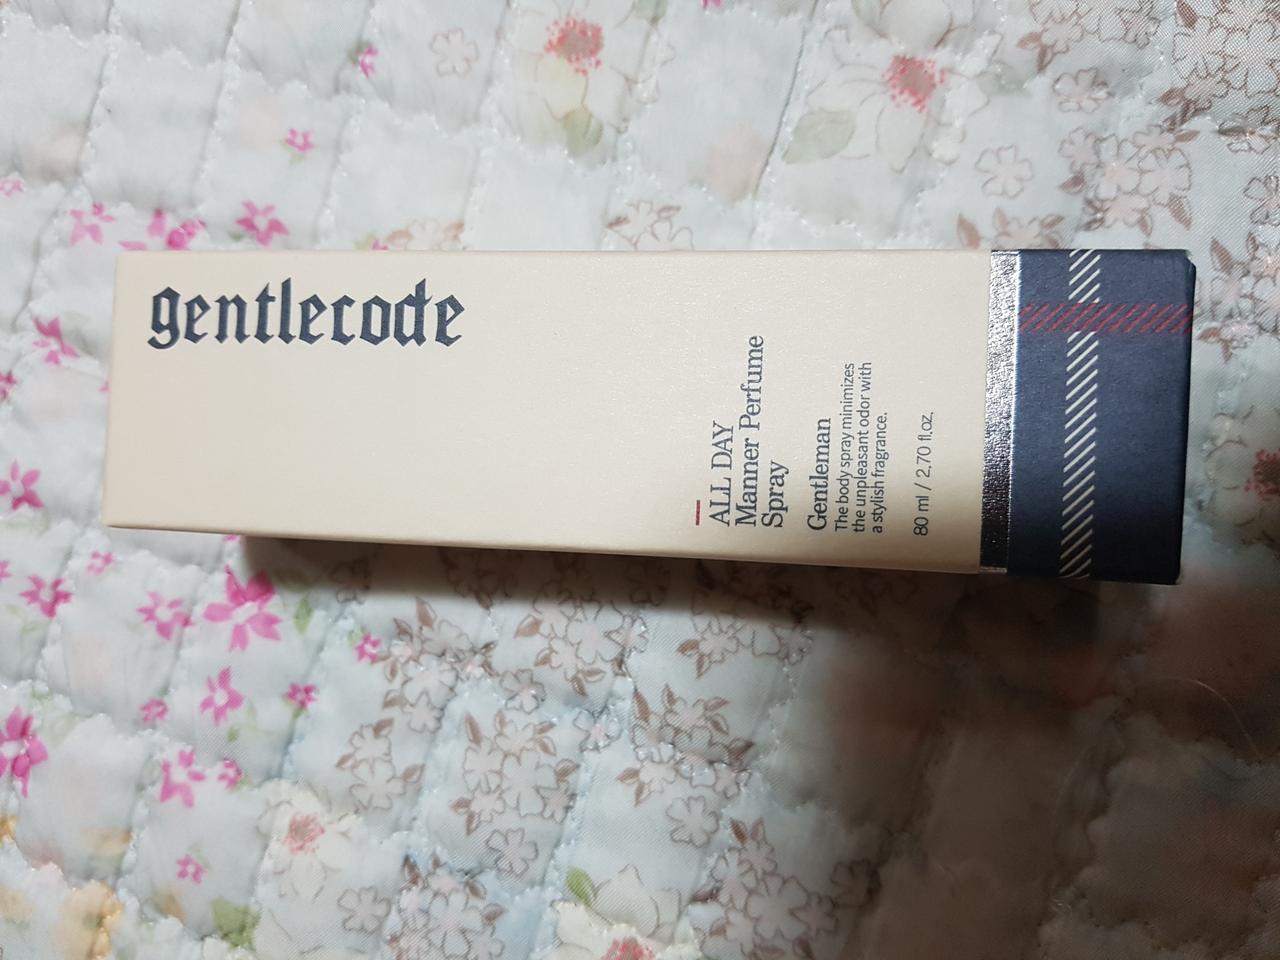 gentlecode
ALL DAY
Manner Perfume
Spray
Gentleman
The body spray minimizes
the unpleasant odor with
a stylish fragrance.
80 ml / 2.70 fl.oz.